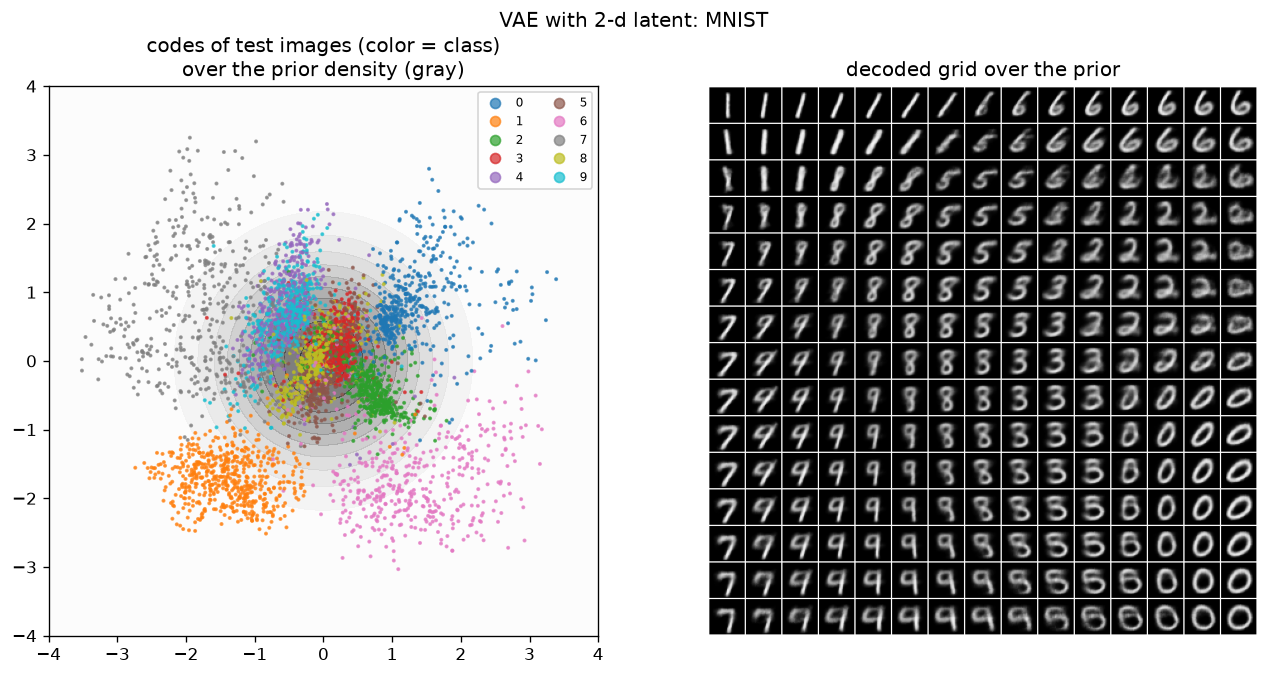 VAE with 2-d latent: MNIST
codes of test images (color = class)
over the prior density (gray)
decoded grid over the prior
0 5
1 6
2 7
3 8
4 9
4
3
2
1
0
−1
−2
−3
−4
−4 −3 −2 −1 0 1 2 3 4